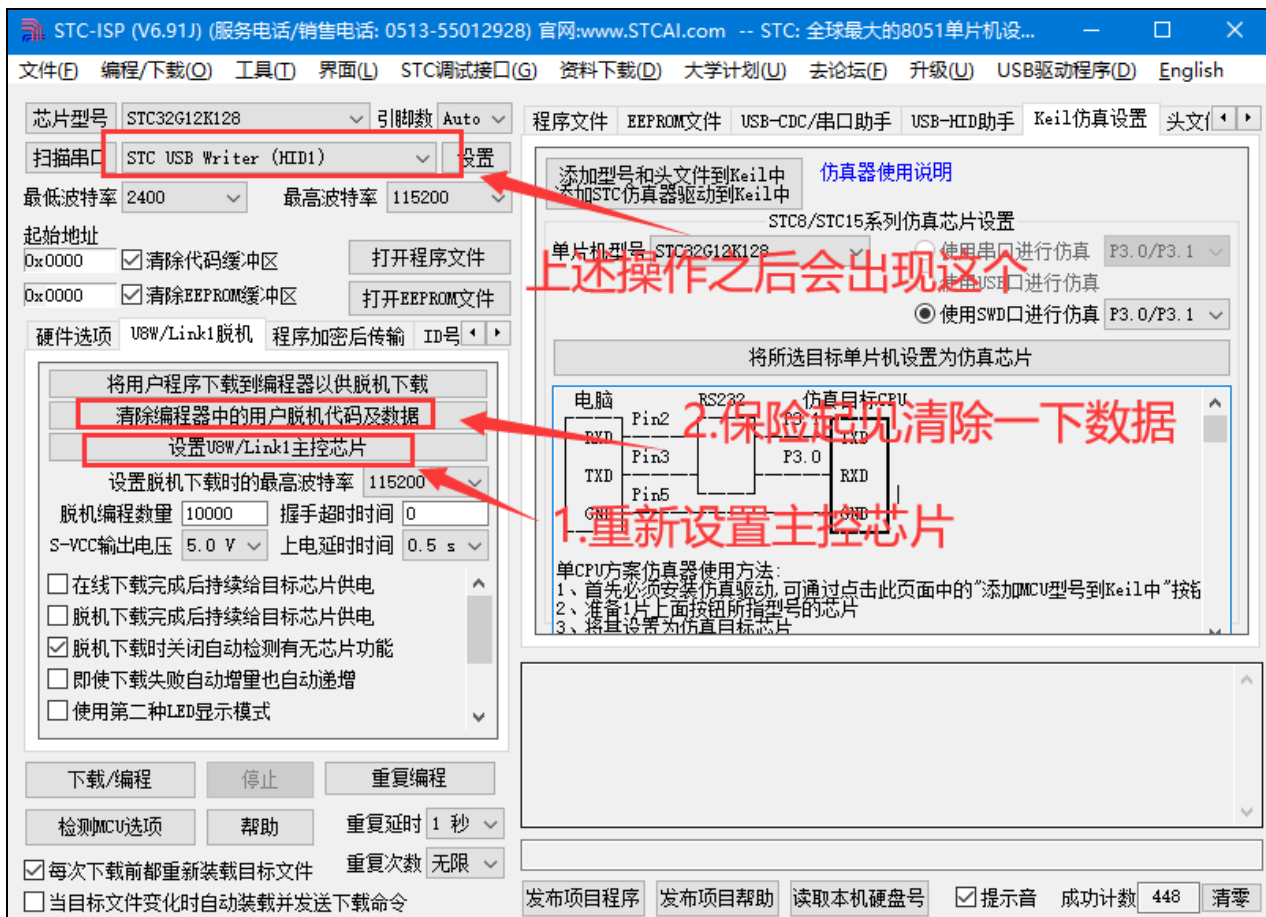 STC-ISP (V6.91J) (服务电话/销售电话: 0513-55012928) 官网:www.STCAI.com -- STC: 全球最大的8051单片机设...
文件(F) 编程/下载(O) 工具(T) 界面(L) STC调试接口(G) 资料下载(D) 大学计划(U) 去论坛(F) 升级(U) USB驱动程序(D) English
芯片型号 STC32G12K128 引脚数 Auto
扫描串口 STC USB Writer (HID1) 设置
最低波特率 2400 最高波特率 115200
起始地址
0x0000 清除代码缓冲区 打开程序文件
0x0000 清除EEPROM缓冲区 打开EEPROM文件
硬件选项 U8W/Link1脱机 程序加密后传输 ID号
将用户程序下载到编程器以供脱机下载
清除编程器中的用户脱机代码及数据
设置U8W/Link1主控芯片
设置脱机下载时的最高波特率 115200
脱机编程数量 10000 握手超时时间 0
S-VCC输出电压 5.0 V 上电延时时间 0.5 s
在线下载完成后持续给目标芯片供电
脱机下载完成后持续给目标芯片供电
脱机下载时关闭自动检测有无芯片功能
即使下载失败自动增量也自动递增
使用第二种LED显示模式
下载/编程 停止 重复编程
检测MCU选项 帮助 重复延时 1 秒
每次下载前都重新装载目标文件 重复次数 无限
当目标文件变化时自动装载并发送下载命令
程序文件 EEPROM文件 USB-CDC/串口助手 USB-HID助手 Keil仿真设置 头文
添加型号和头文件到Keil中
添加STC仿真器驱动到Keil中
仿真器使用说明
STC8/STC15系列仿真芯片设置
单片机型号 STC32G12K128 使用串口进行仿真 P3.0/P3.1
上述操作之后会出现这个
使用USB口进行仿真
使用SWD口进行仿真 P3.0/P3.1
将所选目标单片机设置为仿真芯片
电脑 RS232 仿真目标CPU
RXD Pin2 P3.1 TXD
2.保险起见清除一下数据
TXD Pin3 P3.0 RXD
GND Pin5 GND
1.重新设置主控芯片
单CPU方案仿真器使用方法:
1、首先必须安装仿真驱动,可通过点击此页面中的"添加MCU型号到Keil中"按钮
2、准备1片上面按钮所指型号的芯片
3、将其设置为仿真目标芯片
发布项目程序 发布项目帮助 读取本机硬盘号 提示音 成功计数 448 清零